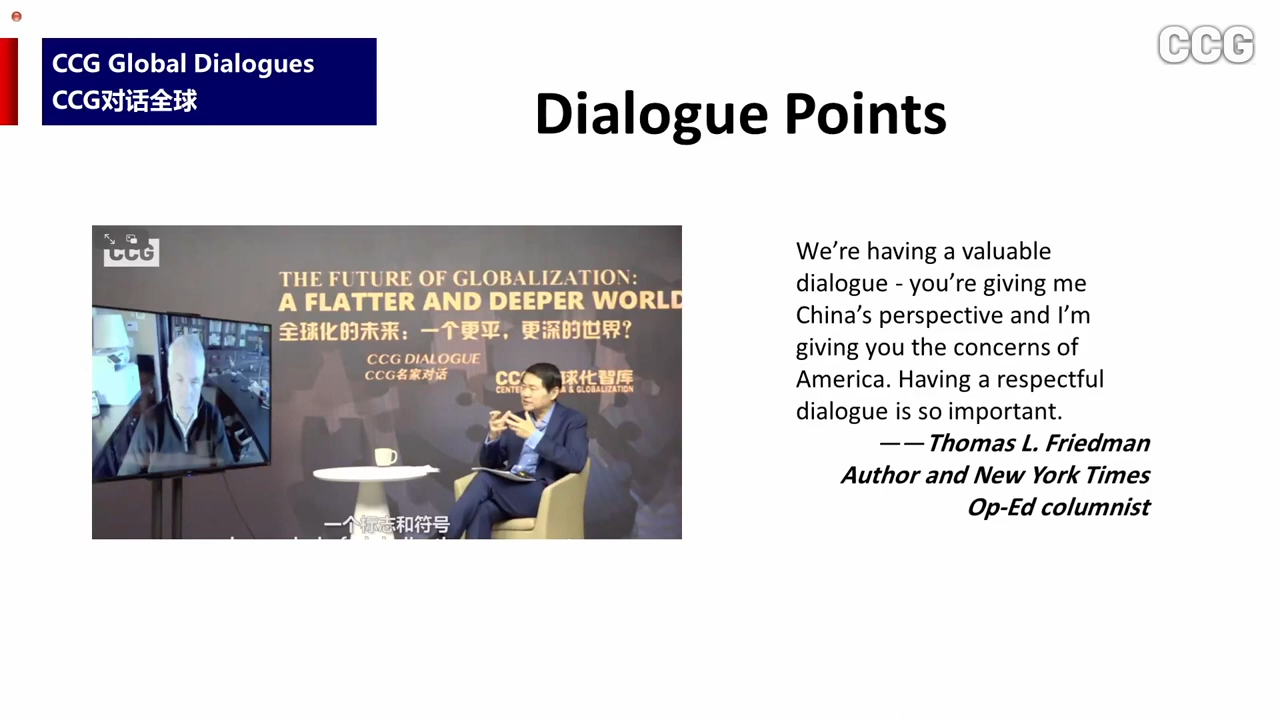 CCG Global Dialogues
CCG对话全球
CCG
Dialogue Points
CCG
THE FUTURE OF GLOBALIZATION:
A FLATTER AND DEEPER WORLD
全球化的未来：一个更平，更深的世界？
CCG DIALOGUE
CCG名家对话
球化智库
& GLOBALIZATION
一个标志和符号
We’re having a valuable
dialogue - you’re giving me
China’s perspective and I’m
giving you the concerns of
America. Having a respectful
dialogue is so important.
——Thomas L. Friedman
Author and New York Times
Op-Ed columnist